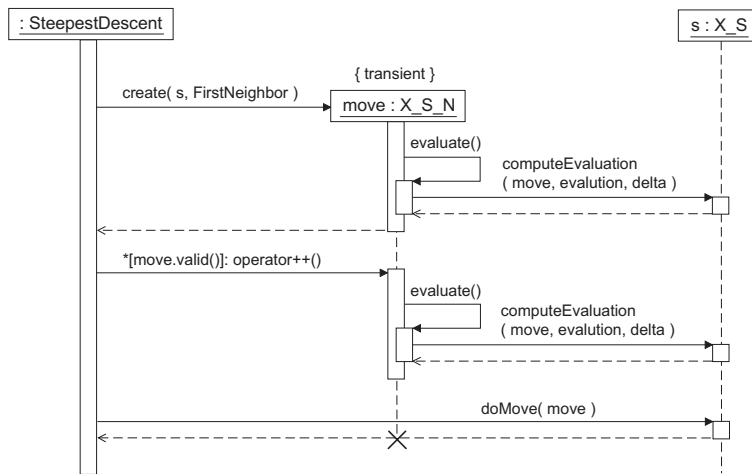 : SteepestDescent
s : X_S
{ transient }
create( s, FirstNeighbor )
move : X_S_N
evaluate()
computeEvaluation
( move, evalution, delta )
*[move.valid()]: operator++()
evaluate()
computeEvaluation
( move, evalution, delta )
doMove( move )